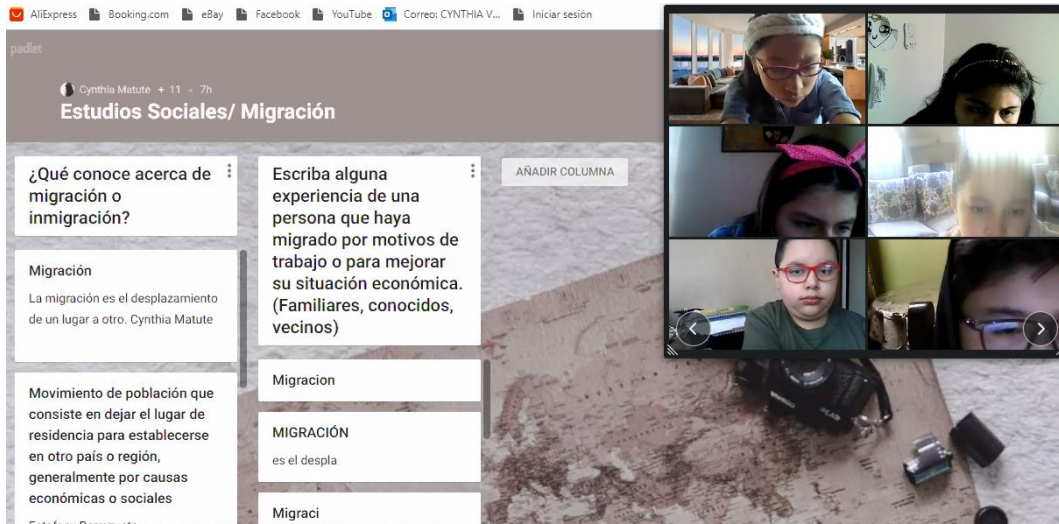 AliExpress Booking.com eBay Facebook YouTube Correo: CYNTHIA V... Iniciar sesión
padlet
Cynthia Matute + 11 • 7h
Estudios Sociales/ Migración
¿Qué conoce acerca de
migración o
inmigración?
Migración
La migración es el desplazamiento
de un lugar a otro. Cynthia Matute
Movimiento de población que
consiste en dejar el lugar de
residencia para establecerse
en otro país o región,
generalmente por causas
económicas o sociales
Escriba alguna
experiencia de una
persona que haya
migrado por motivos de
trabajo o para mejorar
su situación económica.
(Familiares, conocidos,
vecinos)
Migracion
MIGRACIÓN
es el despla
Migraci
AÑADIR COLUMNA